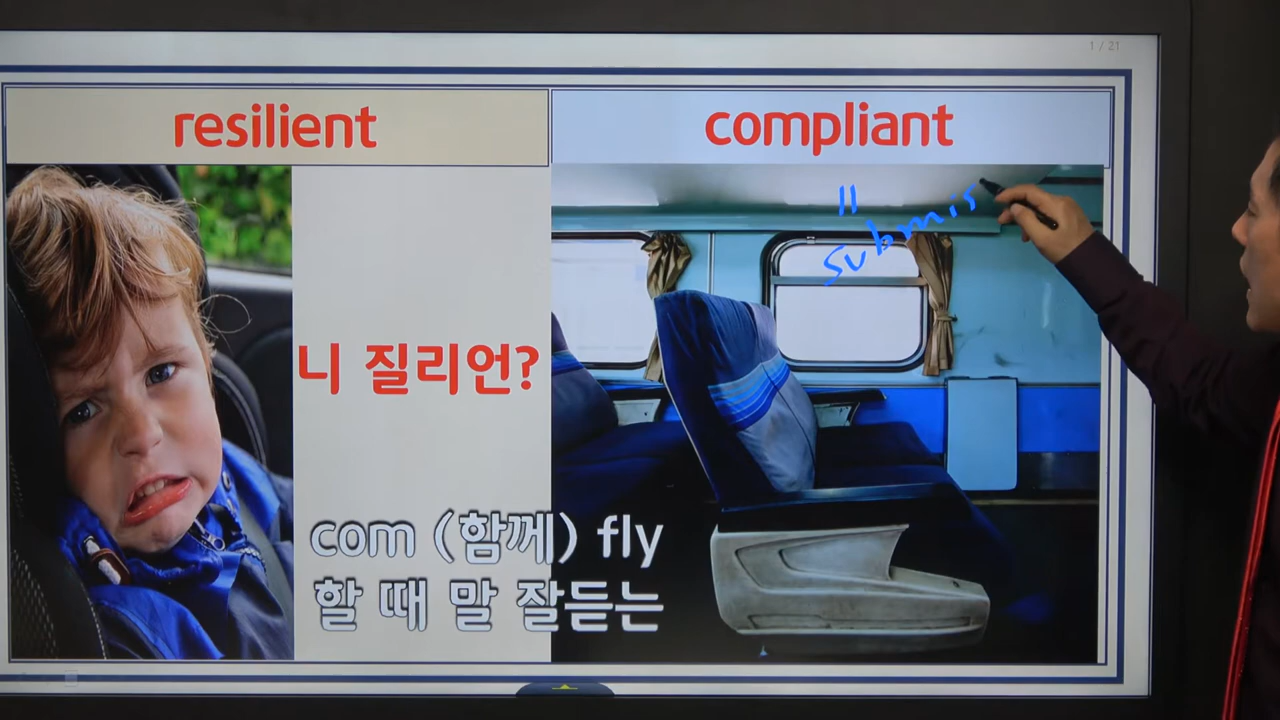 1 / 21
resilient
compliant
=
submis
니 질리언?
com (함께) fly
할 때 말 잘듣는